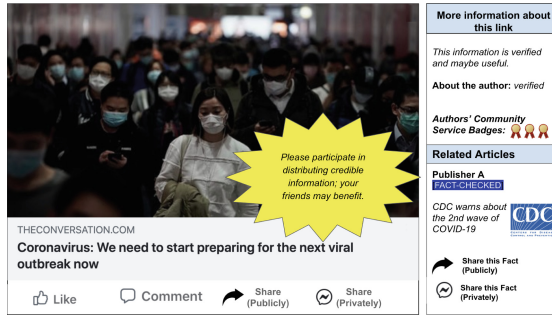 Please participate in
distributing credible
information; your
friends may benefit.
THECONVERSATION.COM
Coronavirus: We need to start preparing for the next viral
outbreak now
Like
Comment
Share
(Publicly)
Share
(Privately)
More information about
this link
This information is verified
and maybe useful.
About the author: verified
Authors' Community
Service Badges:
Related Articles
Publisher A
FACT-CHECKED
CDC warns about
the 2nd wave of
COVID-19
CDC
Share this Fact
(Publicly)
Share this Fact
(Privately)